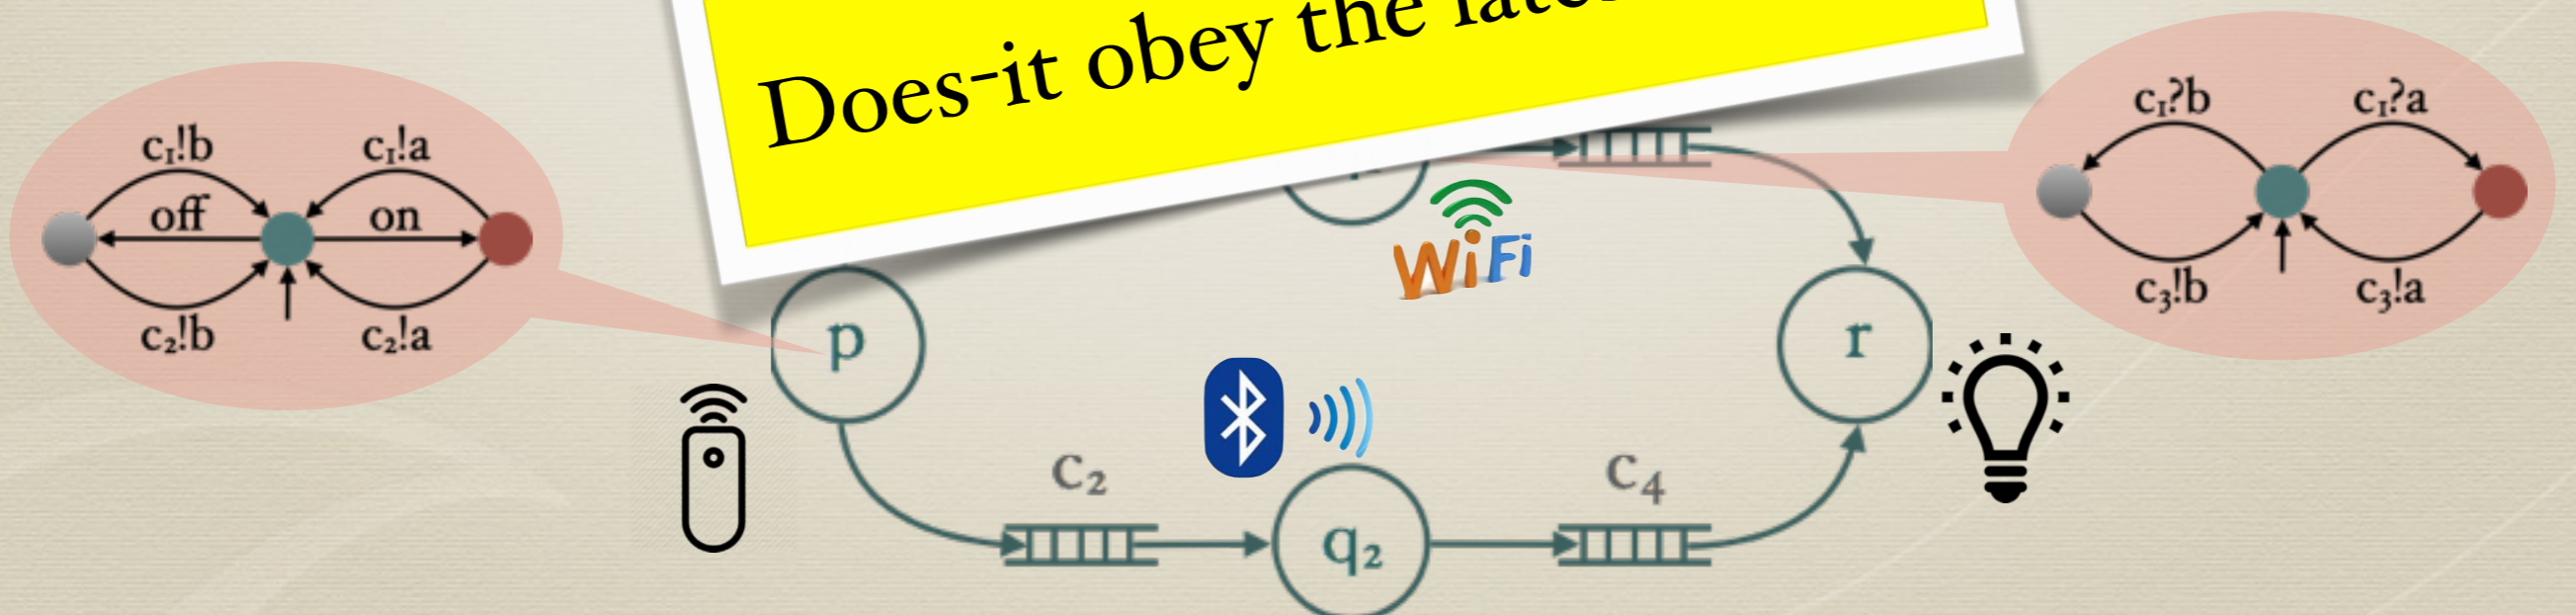 Does-it obey the
c₁!b
c₁!a
off
on
c₂!b
c₂!a
c₁?b
c₁?a
c₃!b
c₃!a
WiFi
p
r
c₂
c₄
q₂